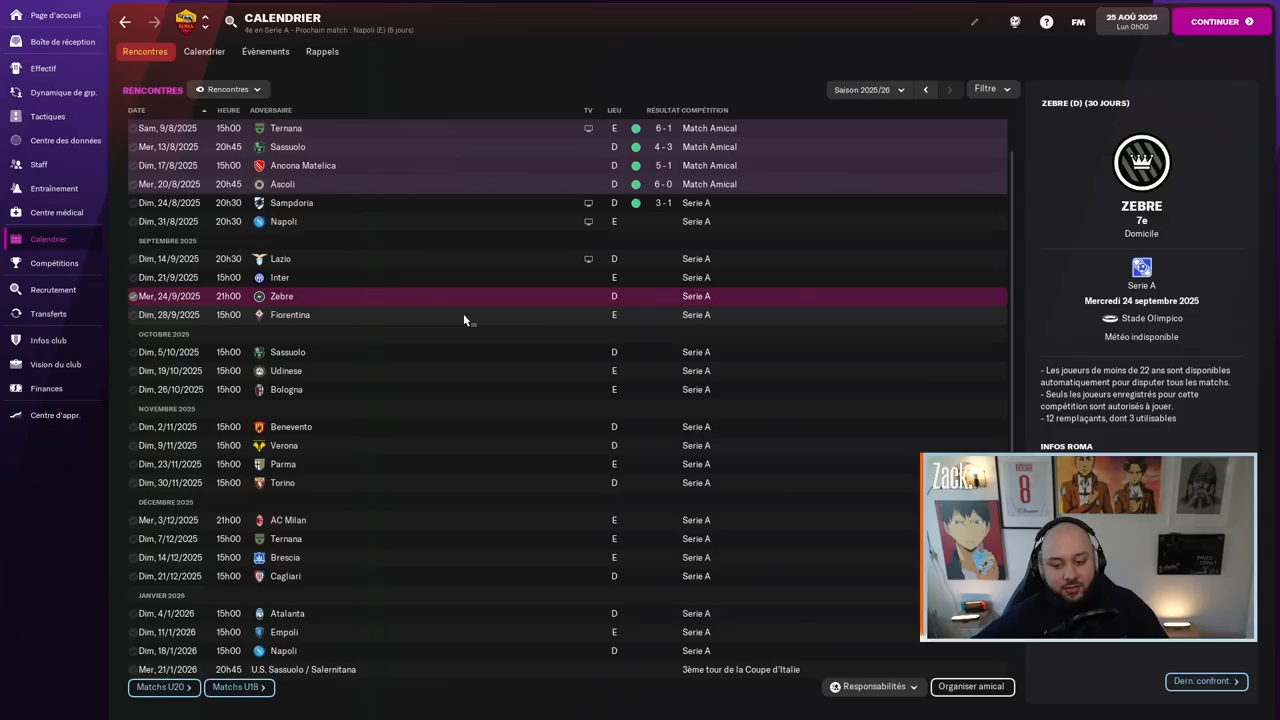 Page d'accueil
Boîte de réception
Effectif
Dynamique de grp.
Tactiques
Centre des données
Staff
Entraînement
Centre médical
Calendrier
Compétitions
Recrutement
Transferts
Infos club
Vision du club
Finances
Centre d'appr.
CALENDRIER
4e en Serie A - Prochain match : Napoli (E) (6 jours)
FM
25 AOÛ 2025
Lun 0h00
CONTINUER
Rencontres Calendrier Évènements Rappels
RENCONTRES Rencontres Saison 2025/26 Filtre
DATE HEURE ADVERSAIRE TV LIEU RÉSULTAT COMPÉTITION
Sam, 9/8/2025 15h00 Ternana E 6 - 1 Match Amical
Mer, 13/8/2025 20h45 Sassuolo D 4 - 3 Match Amical
Dim, 17/8/2025 15h00 Ancona Matelica D 5 - 1 Match Amical
Mer, 20/8/2025 20h45 Ascoli D 6 - 0 Match Amical
Dim, 24/8/2025 20h30 Sampdoria D 3 - 1 Serie A
Dim, 31/8/2025 20h30 Napoli E Serie A
SEPTEMBRE 2025
Dim, 14/9/2025 20h30 Lazio D Serie A
Dim, 21/9/2025 15h00 Inter E Serie A
Mer, 24/9/2025 21h00 Zebre D Serie A
Dim, 28/9/2025 15h00 Fiorentina E Serie A
OCTOBRE 2025
Dim, 5/10/2025 15h00 Sassuolo D Serie A
Dim, 19/10/2025 15h00 Udinese E Serie A
Dim, 26/10/2025 15h00 Bologna E Serie A
NOVEMBRE 2025
Dim, 2/11/2025 15h00 Benevento D Serie A
Dim, 9/11/2025 15h00 Verona D Serie A
Dim, 23/11/2025 15h00 Parma E Serie A
Dim, 30/11/2025 15h00 Torino D Serie A
DÉCEMBRE 2025
Mer, 3/12/2025 21h00 AC Milan E Serie A
Dim, 7/12/2025 15h00 Ternana D Serie A
Dim, 14/12/2025 15h00 Brescia E Serie A
Dim, 21/12/2025 15h00 Cagliari D Serie A
JANVIER 2026
Dim, 4/1/2026 15h00 Atalanta D Serie A
Dim, 11/1/2026 15h00 Empoli E Serie A
Dim, 18/1/2026 15h00 Napoli D Serie A
Mer, 21/1/2026 20h45 U.S. Sassuolo / Salernitana 3ème tour de la Coupe d'Italie
Matchs U20 Matchs U18 Responsabilités Organiser amical
ZEBRE (D) (30 JOURS)
ZEBRE
7e
Domicile
Serie A
Mercredi 24 septembre 2025
Stade Olimpico
Météo indisponible
- Les joueurs de moins de 22 ans sont disponibles
automatiquement pour disputer tous les matchs.
- Seuls les joueurs enregistrés pour cette
compétition sont autorisés à jouer.
- 12 remplaçants, dont 3 utilisables
INFOS ROMA
Zack.
8
Dern. confront.